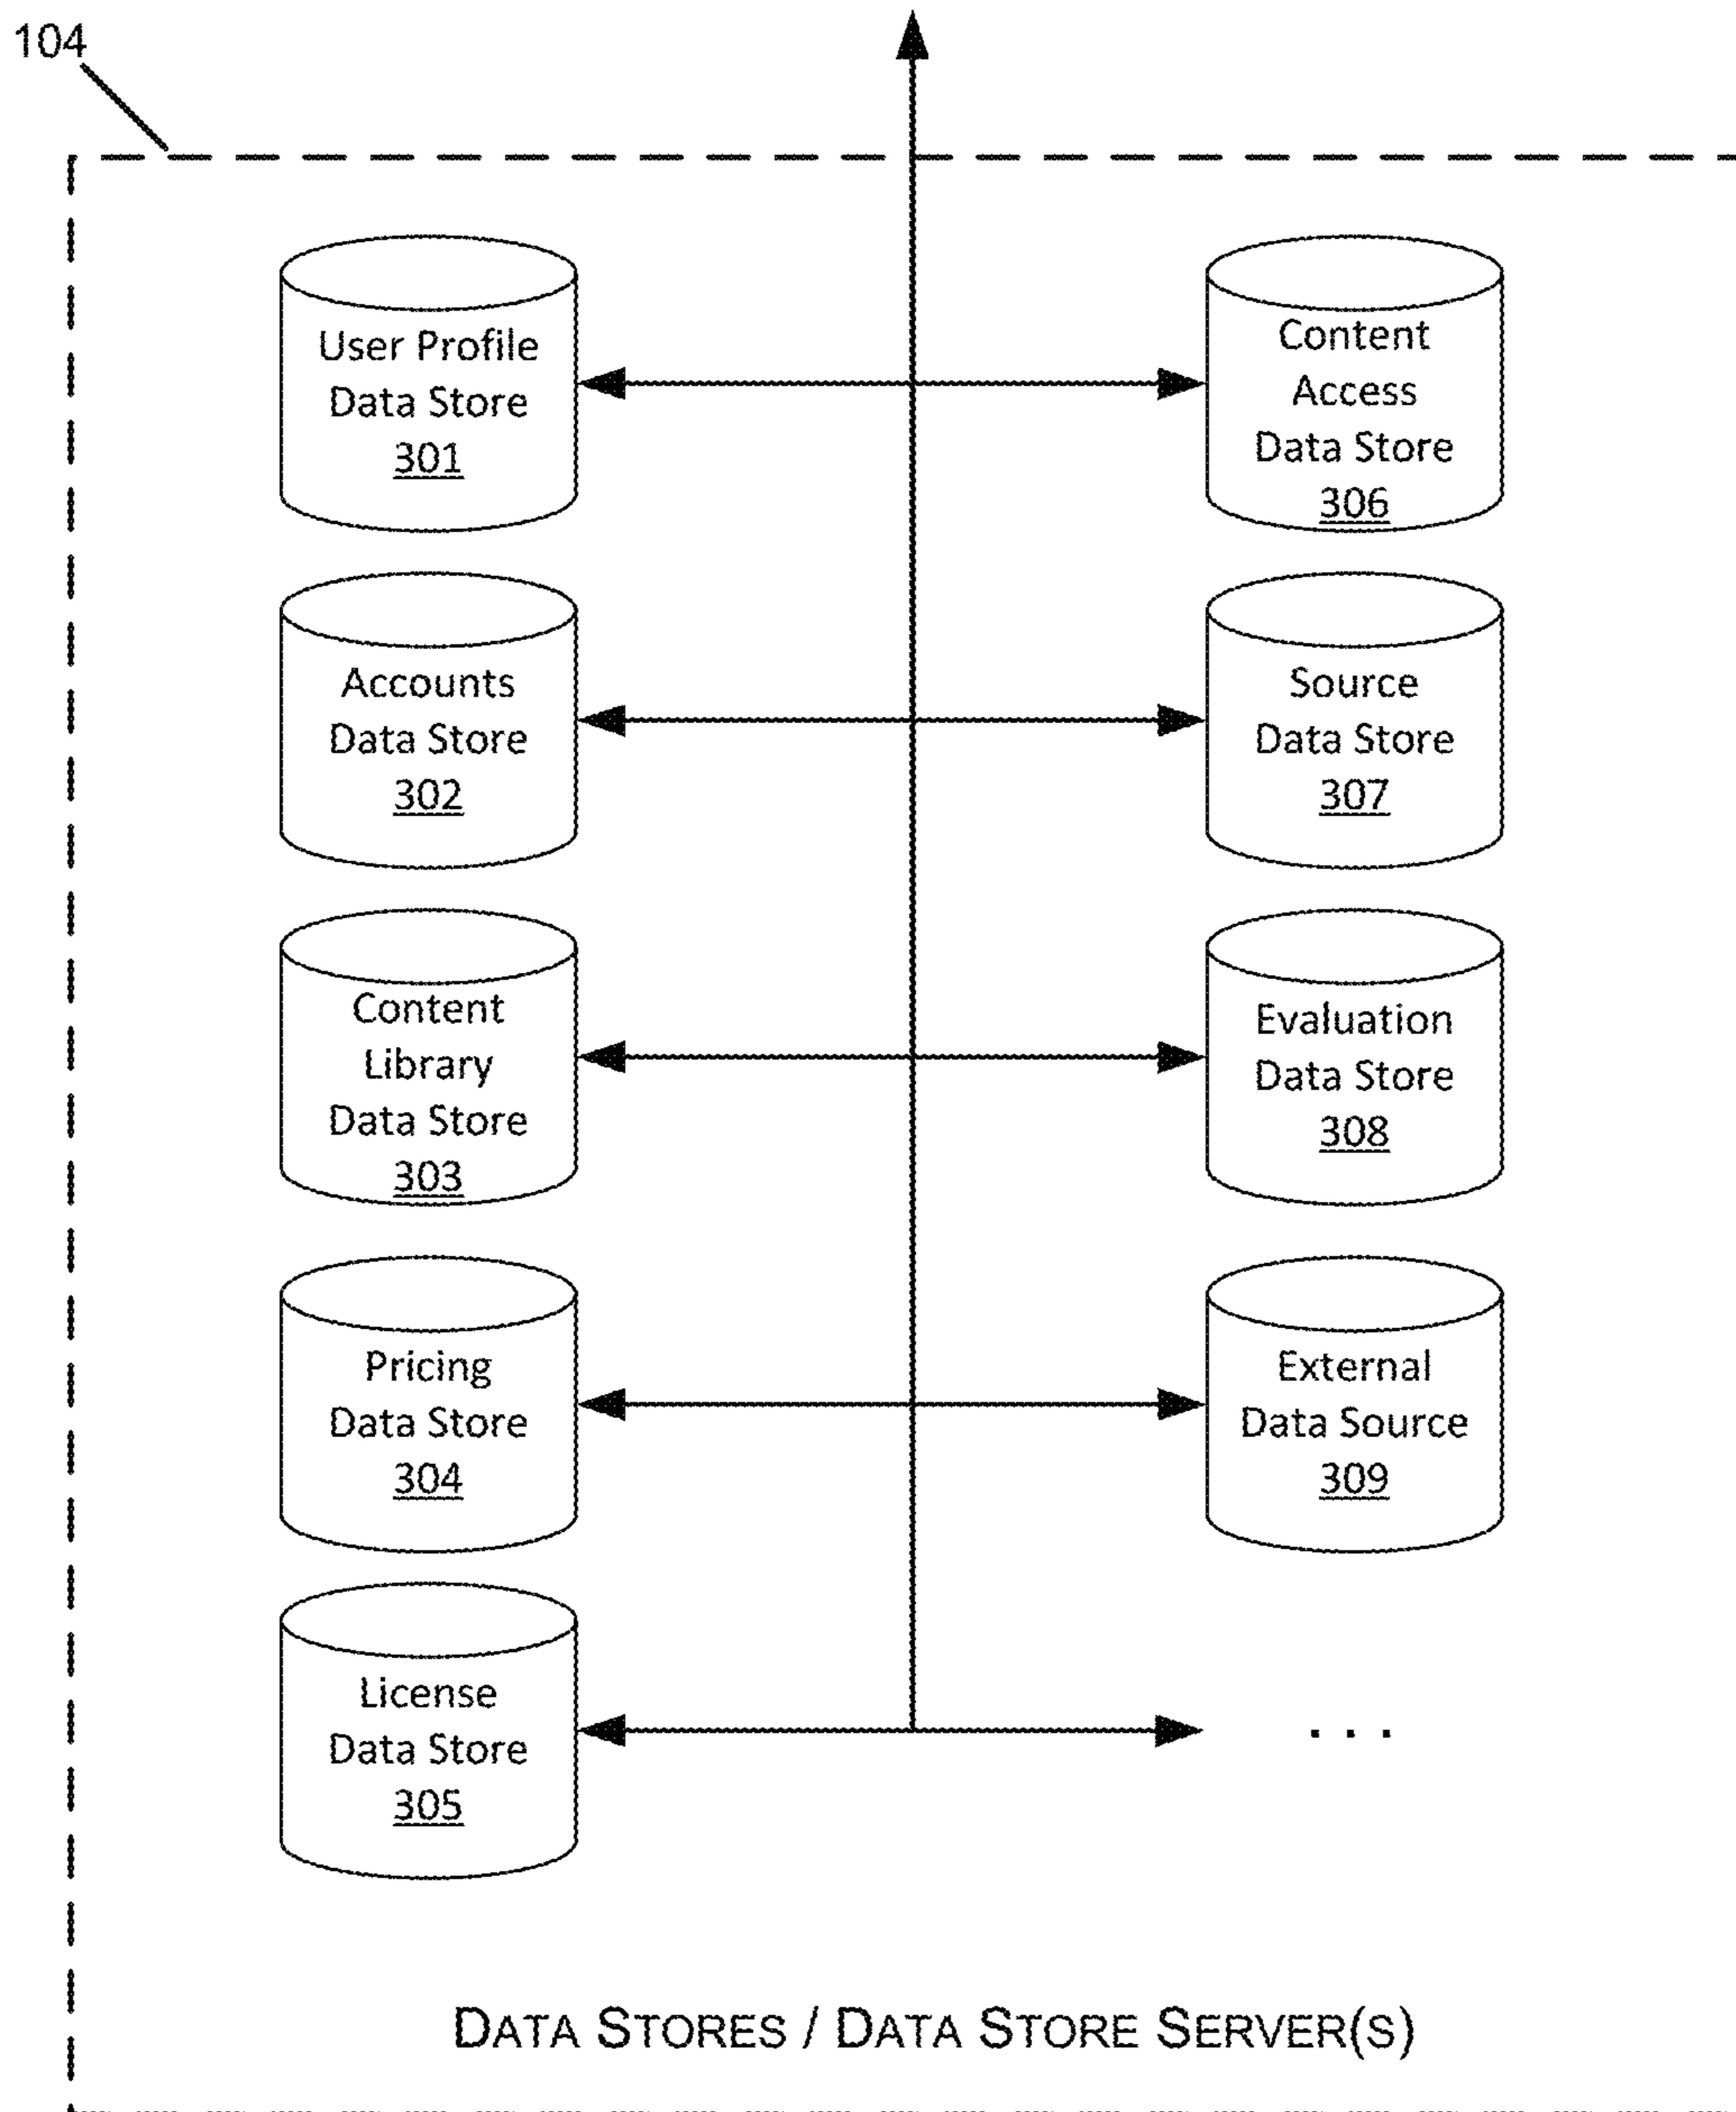 104
User Profile
Data Store
301
Content
Access
Data Store
306
Accounts
Data Store
302
Source
Data Store
307
Content
Library
Data Store
303
Evaluation
Data Store
308
Pricing
Data Store
304
External
Data Source
309
License
Data Store
305
. . .
DATA STORES / DATA STORE SERVER(S)